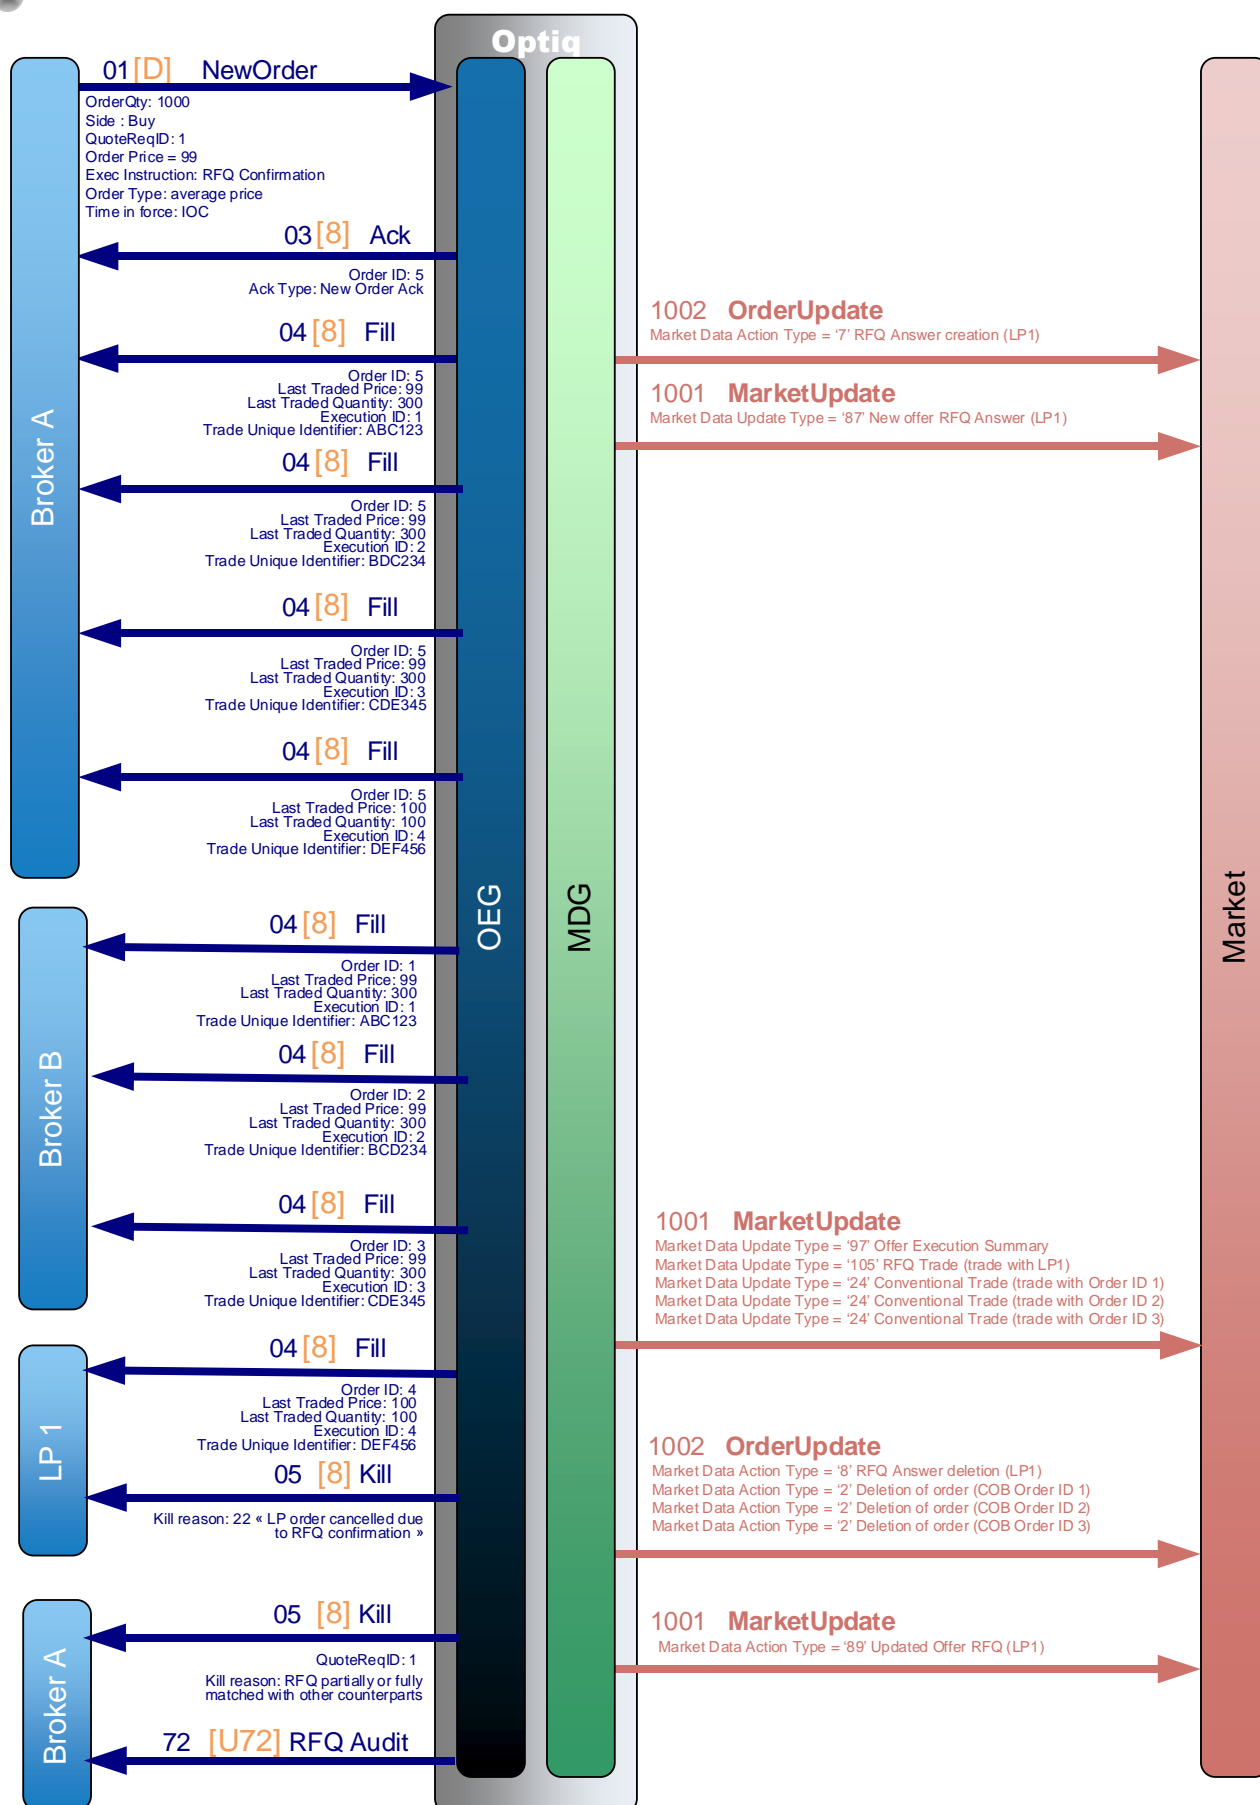 Optiq
01 [D] NewOrder
OrderQty: 1000
Side : Buy
QuoteReqID: 1
Order Price = 99
Exec Instruction: RFQ Confirmation
Order Type: average price
Time in force: IOC
03 [8] Ack
Order ID: 5
Ack Type: New Order Ack
04 [8] Fill
Order ID: 5
Last Traded Price: 99
Last Traded Quantity: 300
Execution ID: 1
Trade Unique Identifier: ABC123
04 [8] Fill
Order ID: 5
Last Traded Price: 99
Last Traded Quantity: 300
Execution ID: 2
Trade Unique Identifier: BDC234
04 [8] Fill
Order ID: 5
Last Traded Price: 99
Last Traded Quantity: 300
Execution ID: 3
Trade Unique Identifier: CDE345
04 [8] Fill
Order ID: 5
Last Traded Price: 100
Last Traded Quantity: 100
Execution ID: 4
Trade Unique Identifier: DEF456
Broker A
04 [8] Fill
Order ID: 1
Last Traded Price: 99
Last Traded Quantity: 300
Execution ID: 1
Trade Unique Identifier: ABC123
04 [8] Fill
Order ID: 2
Last Traded Price: 99
Last Traded Quantity: 300
Execution ID: 2
Trade Unique Identifier: BCD234
04 [8] Fill
Order ID: 3
Last Traded Price: 99
Last Traded Quantity: 300
Execution ID: 3
Trade Unique Identifier: CDE345
Broker B
04 [8] Fill
Order ID: 4
Last Traded Price: 100
Last Traded Quantity: 100
Execution ID: 4
Trade Unique Identifier: DEF456
05 [8] Kill
Kill reason: 22 « LP order cancelled due
to RFQ confirmation »
LP 1
05 [8] Kill
QuoteReqID: 1
Kill reason: RFQ partially or fully
matched with other counterparts
72 [U72] RFQ Audit
Broker A
OEG
MDG
1002 OrderUpdate
Market Data Action Type = ‘7’ RFQ Answer creation (LP1)
1001 MarketUpdate
Market Data Update Type = ‘87’ New offer RFQ Answer (LP1)
1001 MarketUpdate
Market Data Update Type = ‘97’ Offer Execution Summary
Market Data Update Type = ‘105’ RFQ Trade (trade with LP1)
Market Data Update Type = ‘24’ Conventional Trade (trade with Order ID 1)
Market Data Update Type = ‘24’ Conventional Trade (trade with Order ID 2)
Market Data Update Type = ‘24’ Conventional Trade (trade with Order ID 3)
1002 OrderUpdate
Market Data Action Type = ‘8’ RFQ Answer deletion (LP1)
Market Data Action Type = ‘2’ Deletion of order (COB Order ID 1)
Market Data Action Type = ‘2’ Deletion of order (COB Order ID 2)
Market Data Action Type = ‘2’ Deletion of order (COB Order ID 3)
1001 MarketUpdate
Market Data Action Type = ‘89’ Updated Offer RFQ (LP1)
Market